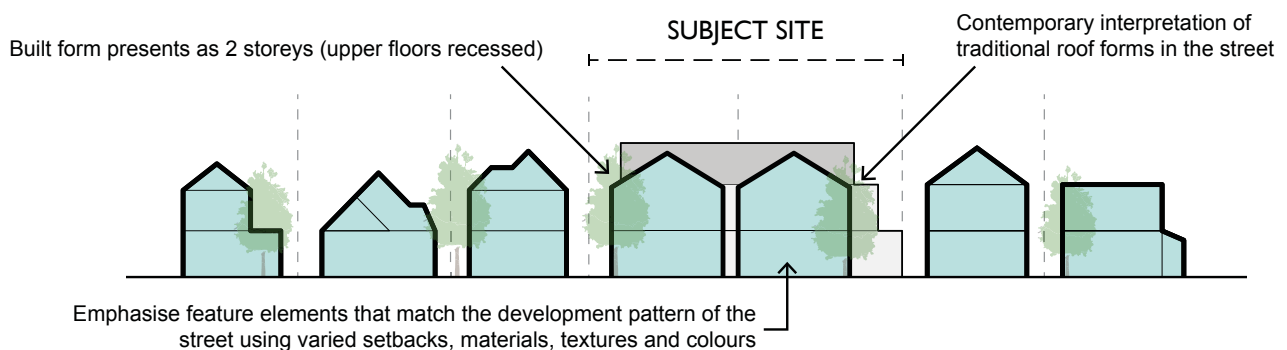 SUBJECT SITE
Built form presents as 2 storeys (upper floors recessed)
Contemporary interpretation of
traditional roof forms in the street
Emphasise feature elements that match the development pattern of the
street using varied setbacks, materials, textures and colours